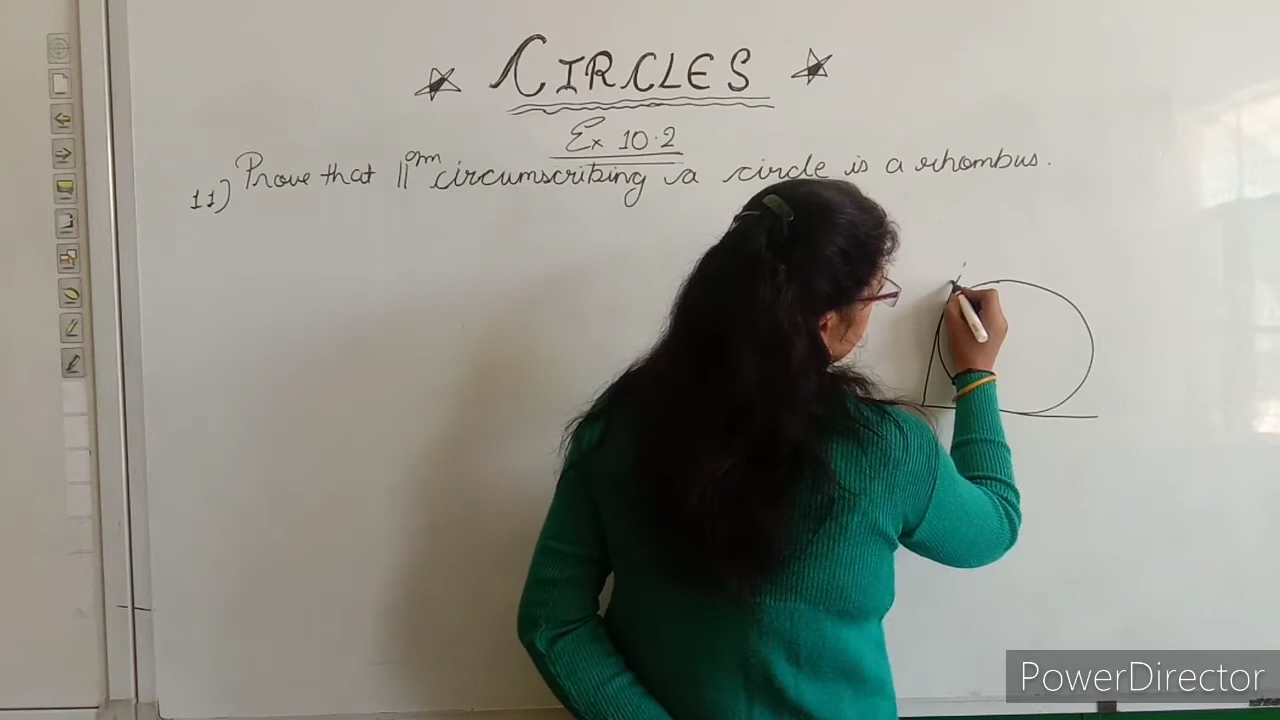 CIRCLES
Ex 10.2
11) Prove that ||gm circumscribing a circle is a rhombus.
PowerDirector